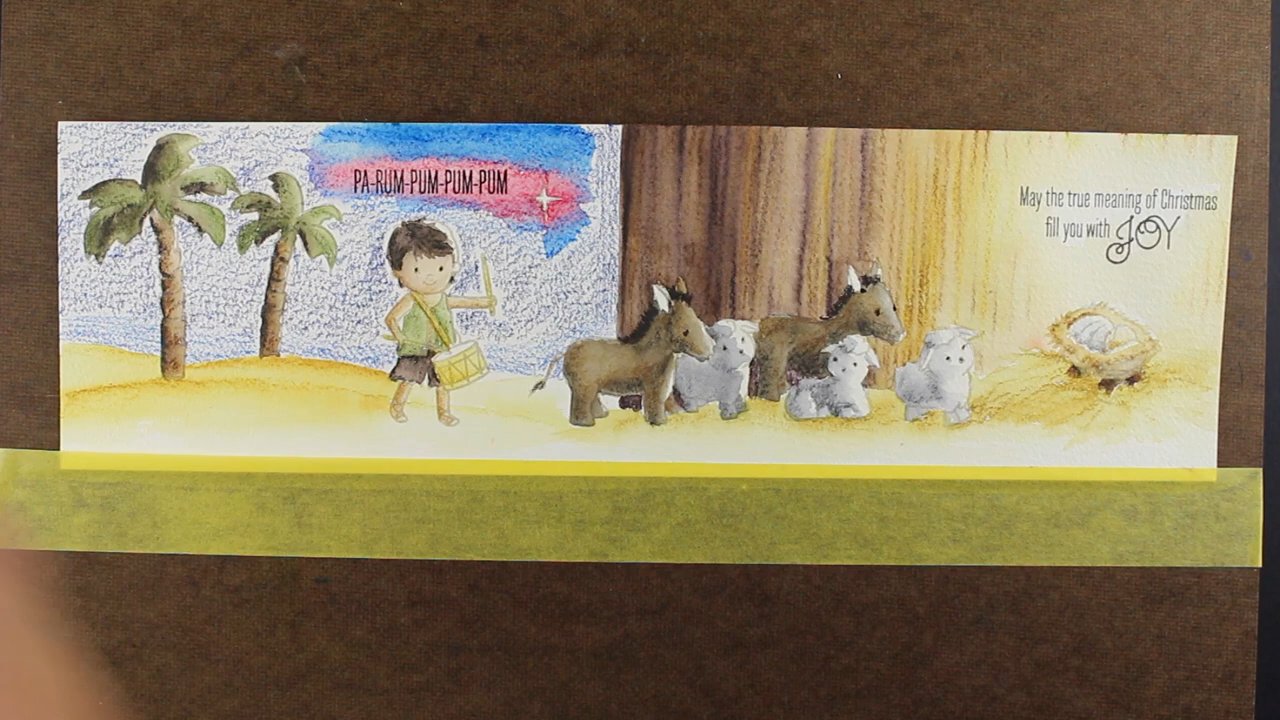 PA-RUM-PUM-PUM-PUM
May the true meaning of Christmas
fill you with JOY